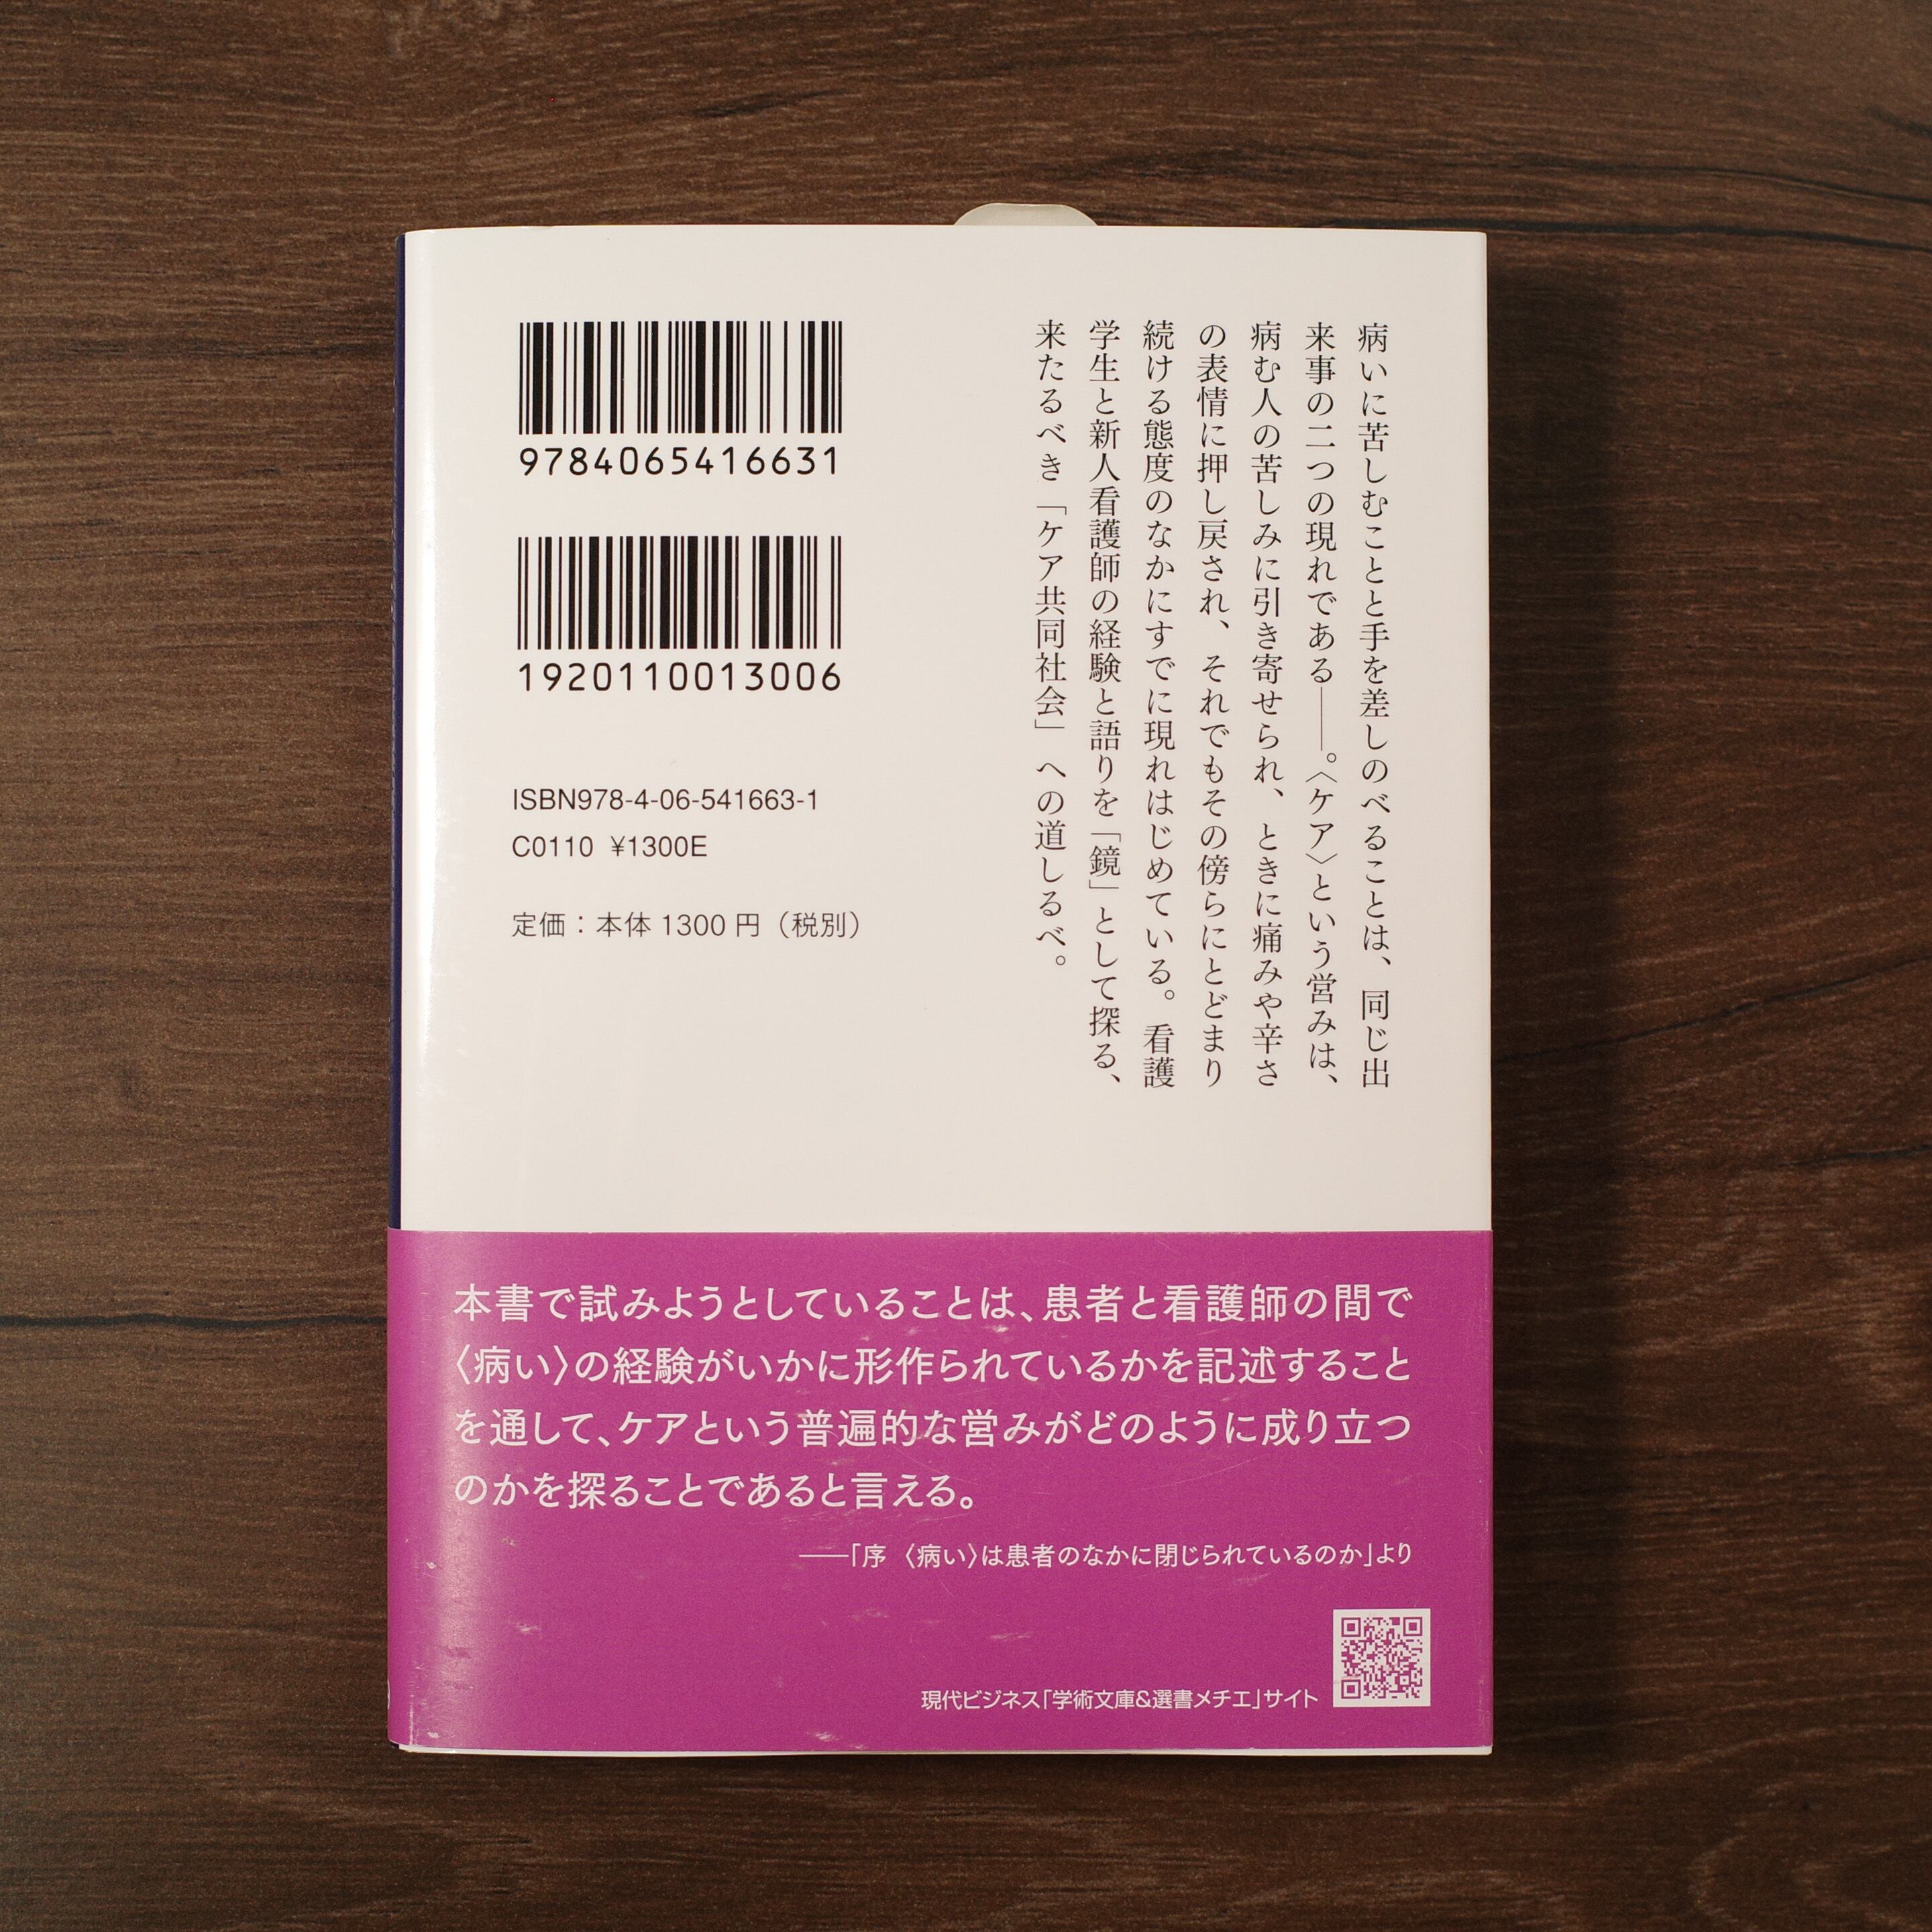 病いに苦しむことと手を差しのべることは、同じ出
来事の二つの現れである――。〈ケア〉という営みは、
病む人の苦しみに引き寄せられ、ときに痛みや辛さ
の表情に押し戻され、それでもその傍らにとどまり
続ける態度のなかにすでに現れはじめている。看護
学生と新人看護師の経験と語りを「鏡」として探る、
来たるべき「ケア共同社会」への道しるべ。
9784065416631
1920110013006
ISBN978-4-06-541663-1
C0110 ¥1300E
定価：本体1300円（税別）
本書で試みようとしていることは、患者と看護師の間で
〈病い〉の経験がいかに形作られているかを記述すること
を通して、ケアという普遍的な営みがどのように成り立つ
のかを探ることであると言える。
――「序 〈病い〉は患者のなかに閉じられているのか」より
現代ビジネス「学術文庫&選書メチエ」サイト